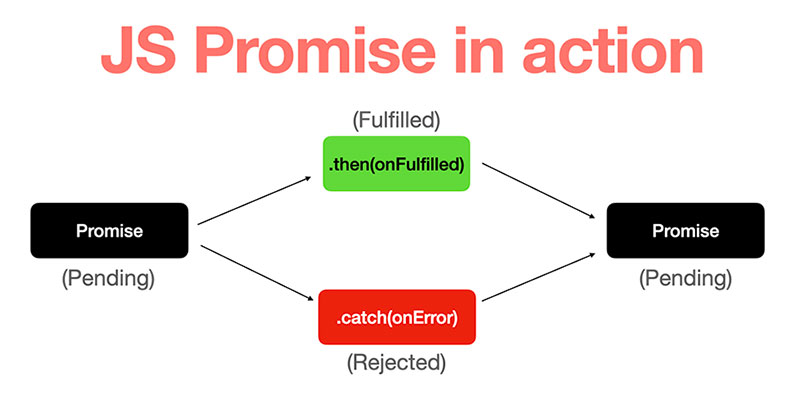 JS Promise in action
(Fulfilled)
.then(onFulfilled)
Promise
(Pending)
Promise
(Pending)
.catch(onError)
(Rejected)